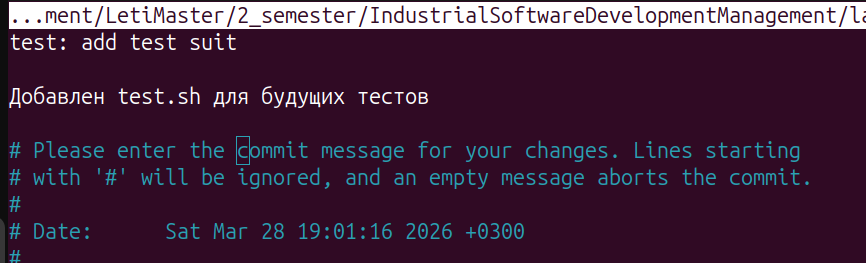 ...ment/LetiMaster/2_semester/IndustrialSoftwareDevelopmentManagement/la
test: add test suit
Добавлен test.sh для будущих тестов
# Please enter the commit message for your changes. Lines starting
# with '#' will be ignored, and an empty message aborts the commit.
#
# Date:      Sat Mar 28 19:01:16 2026 +0300
#